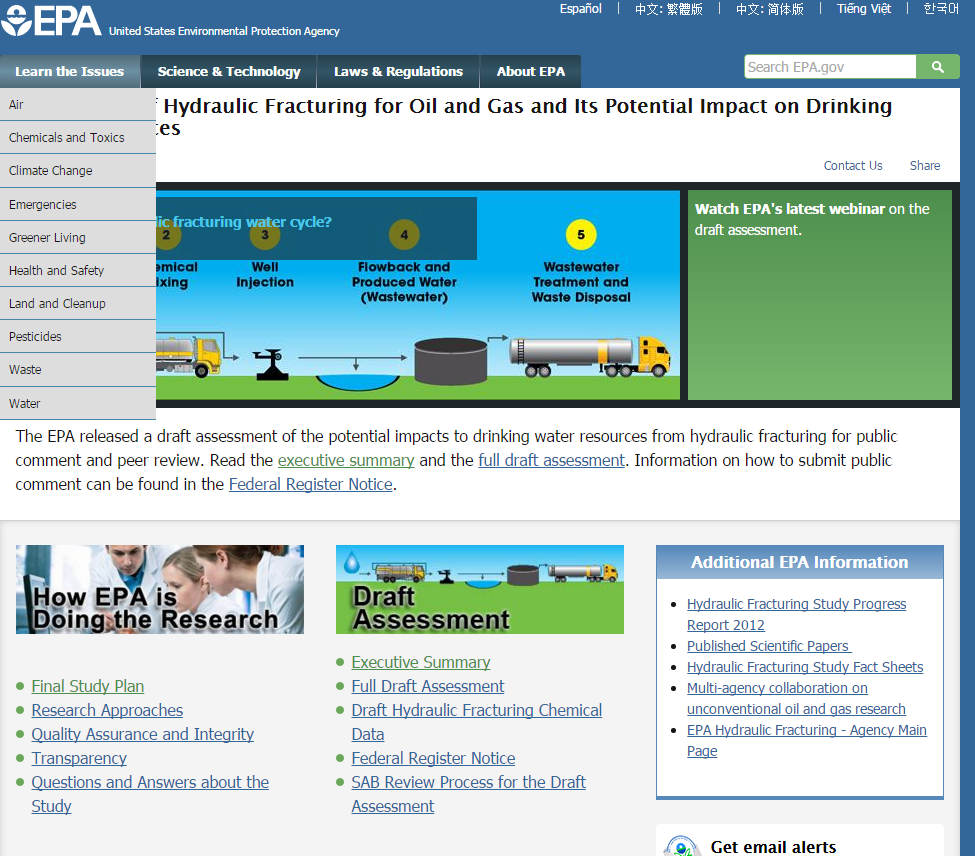 EPA United States Environmental Protection Agency
Español
中文: 繁體版
中文: 简体版
Tiếng Việt
한국어
Learn the Issues
Science & Technology
Laws & Regulations
About EPA
Search EPA.gov
Air
Chemicals and Toxics
Climate Change
Emergencies
Greener Living
Health and Safety
Land and Cleanup
Pesticides
Waste
Water
Hydraulic Fracturing for Oil and Gas and Its Potential Impact on Drinking
Contact Us
Share
fracturing water cycle?
2
3
4
5
Well
Injection
Flowback and
Produced Water
(Wastewater)
Wastewater
Treatment and
Waste Disposal
Watch EPA's latest webinar on the
draft assessment.
The EPA released a draft assessment of the potential impacts to drinking water resources from hydraulic fracturing for public
comment and peer review. Read the executive summary and the full draft assessment. Information on how to submit public
comment can be found in the Federal Register Notice.
How EPA is
Doing the Research
Final Study Plan
Research Approaches
Quality Assurance and Integrity
Transparency
Questions and Answers about the
Study
Draft
Assessment
Executive Summary
Full Draft Assessment
Draft Hydraulic Fracturing Chemical
Data
Federal Register Notice
SAB Review Process for the Draft
Assessment
Additional EPA Information
Hydraulic Fracturing Study Progress
Report 2012
Published Scientific Papers
Hydraulic Fracturing Study Fact Sheets
Multi-agency collaboration on
unconventional oil and gas research
EPA Hydraulic Fracturing - Agency Main
Page
Get email alerts